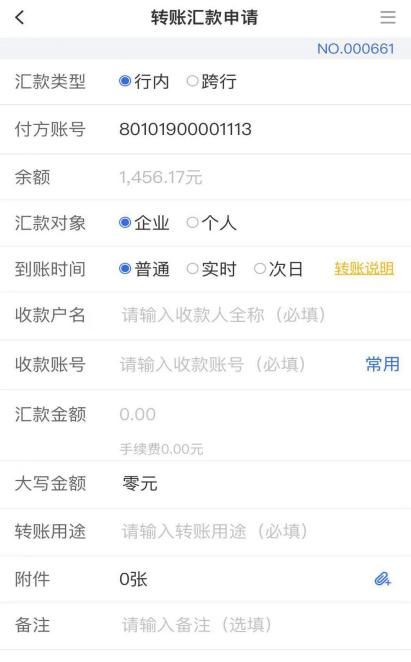 转账汇款申请
NO.000661
汇款类型 行内 跨行
付方账号 80101900001113
余额 1,456.17元
汇款对象 企业 个人
到账时间 普通 实时 次日 转账说明
收款户名 请输入收款人全称（必填）
收款账号 请输入收款账号（必填） 常用
汇款金额 0.00
手续费0.00元
大写金额 零元
转账用途 请输入转账用途（必填）
附件 0张
备注 请输入备注（选填）